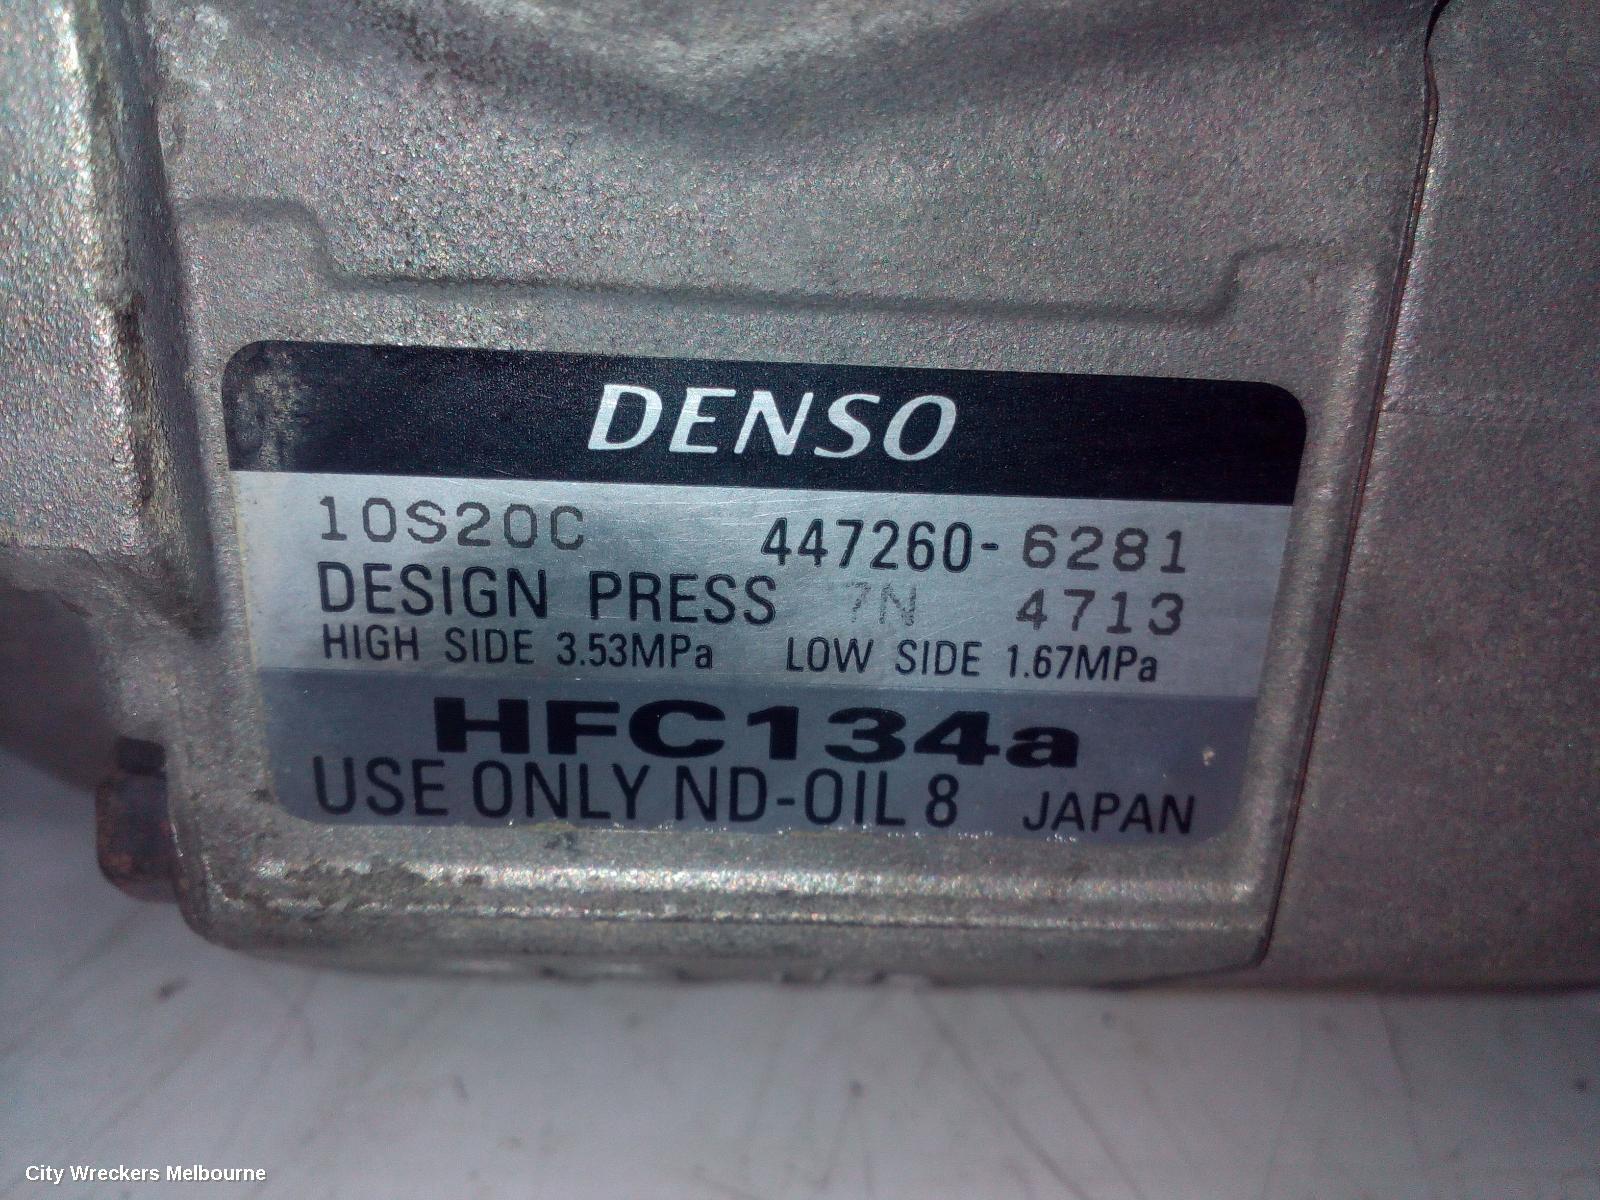 DENSO
10S20C 447260-6281
DESIGN PRESS 7N 4713
HIGH SIDE 3.53MPa LOW SIDE 1.67MPa
HFC134a
USE ONLY ND-OIL 8 JAPAN
City Wreckers Melbourne